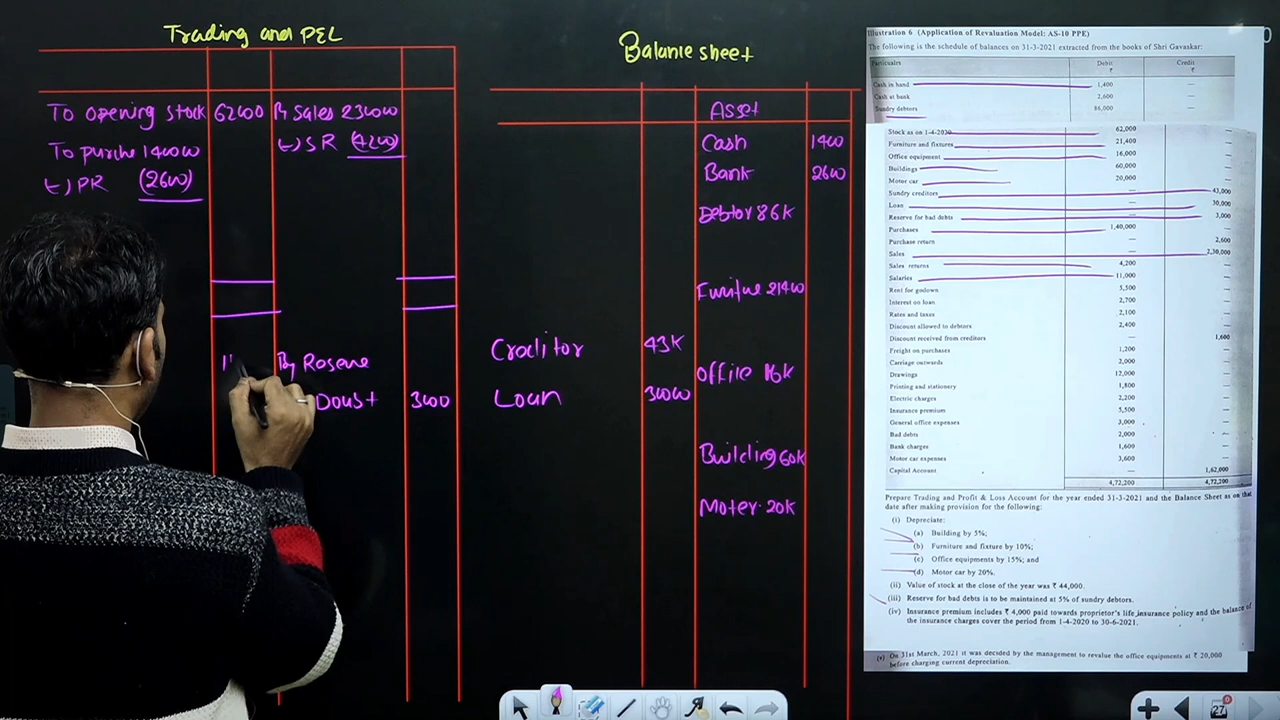 Trading and P&L
To opening stok 62000 By Sales 230000
(-) SR (4200)
To purche 140000
(-) PR (2600)
By Reserve
Doubt 3000
Balance sheet
Asset
Cash 1400
Bank 2600
Debtor 86k
Furnitue 21400
Creditor 43k
Office 16k
Loan 30000
Building 60k
Moter 20k
Illustration 6 (Application of Revaluation Model: AS-10 PPE)
The following is the schedule of balances on 31-3-2021 extracted from the books of Shri Gavaskar:
Particulars Debit Credit
₹ ₹
Cash in hand 1,400 —
Cash at bank 2,600 —
Sundry debtors 86,000 —
Stock as on 1-4-2020 62,000 —
Furniture and fixtures 21,400 —
Office equipment 16,000 —
Buildings 60,000 —
Motor car 20,000 —
Sundry creditors — 43,000
Loan — 30,000
Reserve for bad debts — 3,000
Purchases 1,40,000 —
Purchase return — 2,600
Sales — 2,30,000
Sales returns 4,200 —
Salaries 11,000 —
Rent for godown 5,500 —
Interest on loan 2,700 —
Rates and taxes 2,100 —
Discount allowed to debtors 2,400 —
Discount received from creditors — 1,600
Freight on purchases 1,200 —
Carriage outwards 2,000 —
Drawings 12,000 —
Printing and stationery 1,800 —
Electric charges 2,200 —
Insurance premium 5,500 —
General office expenses 3,000 —
Bad debts 2,000 —
Bank charges 1,600 —
Motor car expenses 3,600 —
Capital Account — 1,62,000
4,72,200 4,72,200
Prepare Trading and Profit & Loss Account for the year ended 31-3-2021 and the Balance Sheet as on that
date after making provision for the following:
(i) Depreciate:
(a) Building by 5%;
(b) Furniture and fixture by 10%;
(c) Office equipments by 15%; and
(d) Motor car by 20%.
(ii) Value of stock at the close of the year was ₹ 44,000.
(iii) Reserve for bad debts is to be maintained at 5% of sundry debtors.
(iv) Insurance premium includes ₹ 4,000 paid towards proprietor's life insurance policy and the balance of
the insurance charges cover the period from 1-4-2020 to 30-6-2021.
(v) On 31st March, 2021 it was decided by the management to revalue the office equipments at ₹ 20,000
before charging current depreciation.
27